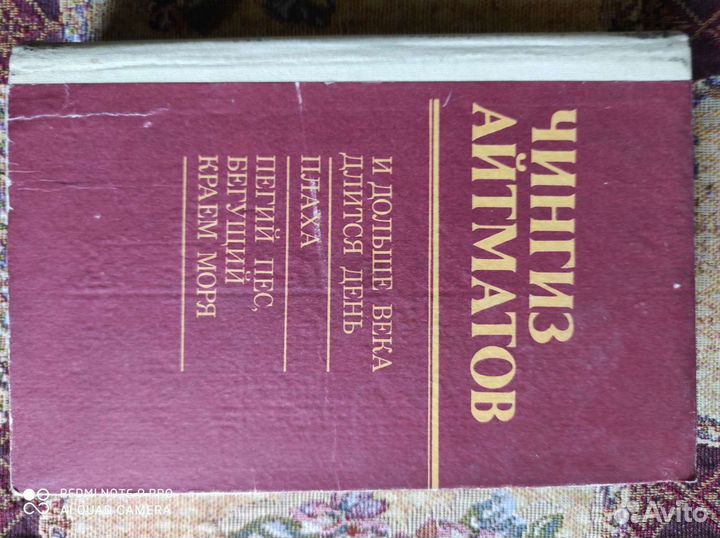 ЧИНГИЗ
АЙТМАТОВ
И ДОЛЬШЕ ВЕКА
ДЛИТСЯ ДЕНЬ
ПЛАХА
ПЕГИЙ ПЕС,
БЕГУЩИЙ
КРАЕМ МОРЯ
REDMI NOTE 9 PRO
AI QUAD CAMERA
Avito